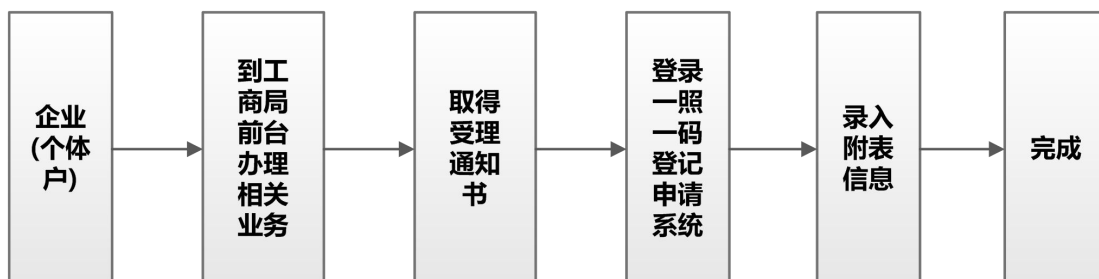 企业
(个体
户)
到工
商局
前台
办理
相关
业务
取得
受理
通知
书
登录
一照
一码
登记
申请
系统
录入
附表
信息
完成